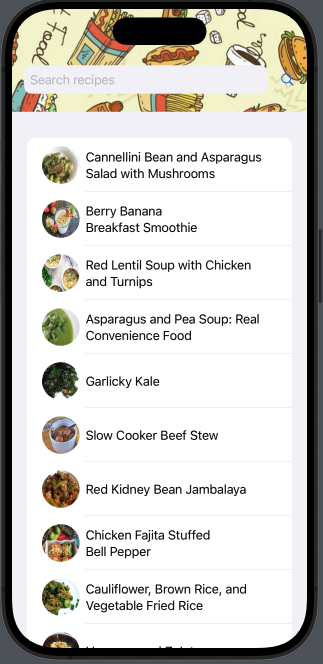 Food
Search recipes
Cannellini Bean and Asparagus
Salad with Mushrooms
Berry Banana
Breakfast Smoothie
Red Lentil Soup with Chicken
and Turnips
Asparagus and Pea Soup: Real
Convenience Food
Garlicky Kale
Slow Cooker Beef Stew
Red Kidney Bean Jambalaya
Chicken Fajita Stuffed
Bell Pepper
Cauliflower, Brown Rice, and
Vegetable Fried Rice